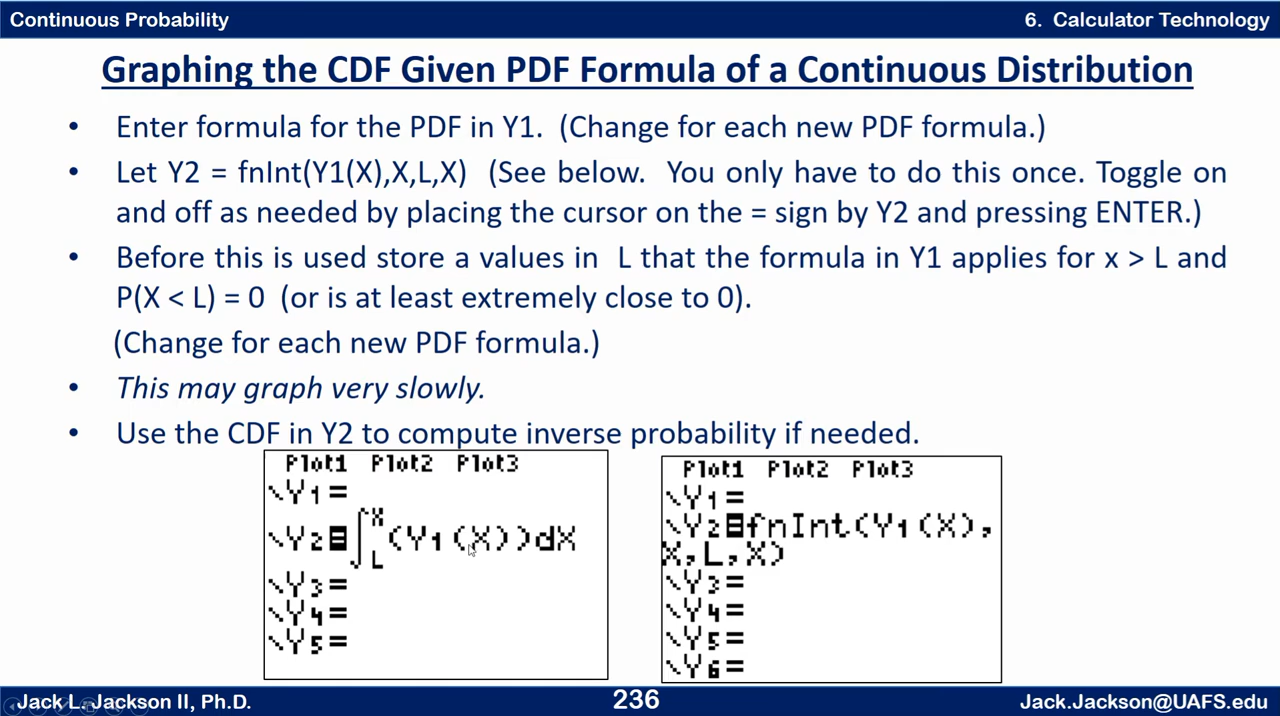 Continuous Probability
6. Calculator Technology
Graphing the CDF Given PDF Formula of a Continuous Distribution
• Enter formula for the PDF in Y1. (Change for each new PDF formula.)
• Let Y2 = fnInt(Y1(X),X,L,X) (See below. You only have to do this once. Toggle on
and off as needed by placing the cursor on the = sign by Y2 and pressing ENTER.)
• Before this is used store a values in L that the formula in Y1 applies for x > L and
P(X < L) = 0 (or is at least extremely close to 0).
(Change for each new PDF formula.)
• This may graph very slowly.
• Use the CDF in Y2 to compute inverse probability if needed.
Plot1 Plot2 Plot3
\Y1=
\Y2=∫ L X (Y1(X))dX
\Y3=
\Y4=
\Y5=
Plot1 Plot2 Plot3
\Y1=
\Y2=fnInt(Y1(X),
X,L,X)
\Y3=
\Y4=
\Y5=
\Y6=
Jack L. Jackson II, Ph.D.
236
Jack.Jackson@UAFS.edu